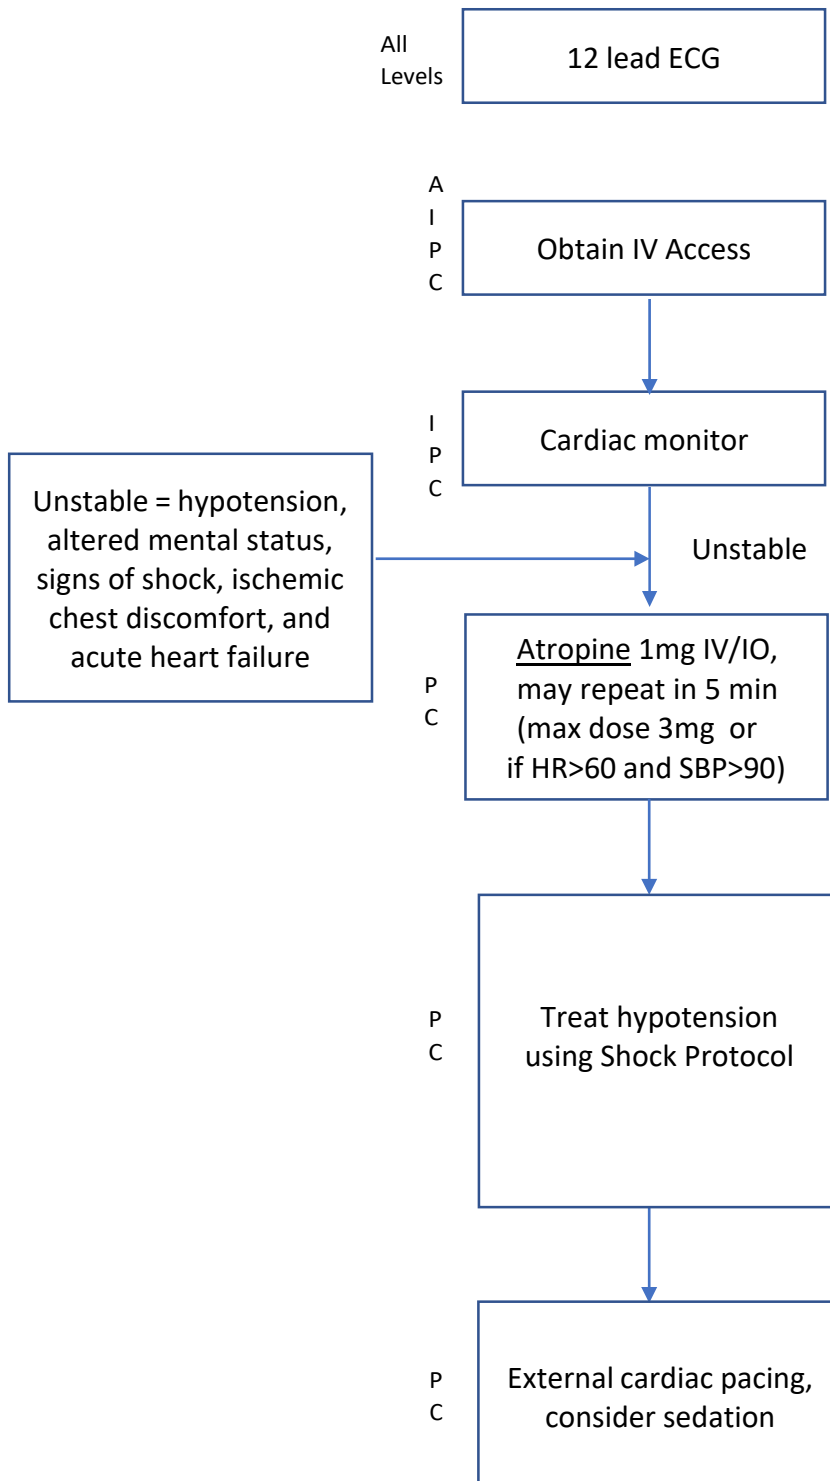 All
Levels
12 lead ECG
A
I
P
C
Obtain IV Access
I
P
C
Cardiac monitor
Unstable = hypotension,
altered mental status,
signs of shock, ischemic
chest discomfort, and
acute heart failure
Unstable
P
C
Atropine 1mg IV/IO,
may repeat in 5 min
(max dose 3mg or
if HR>60 and SBP>90)
P
C
Treat hypotension
using Shock Protocol
P
C
External cardiac pacing,
consider sedation